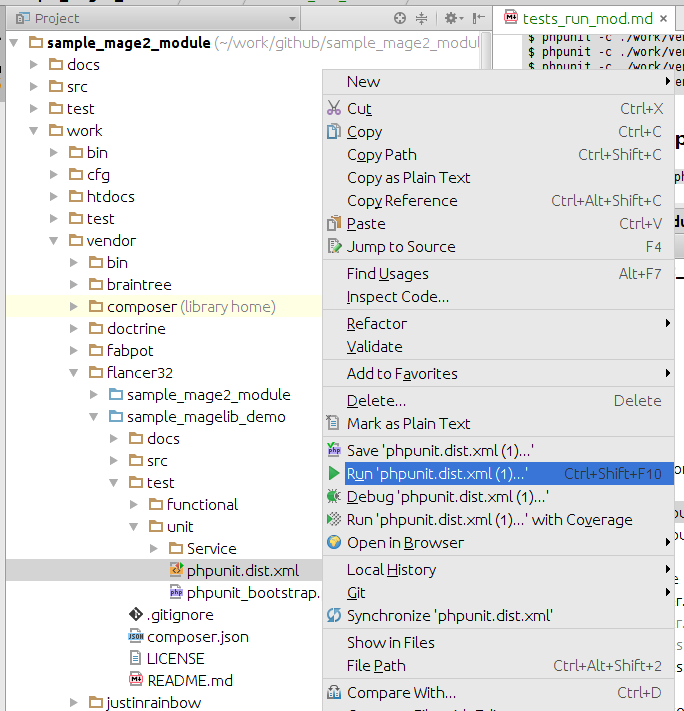 Project
tests_run_mod.md
sample_mage2_module (~/work/github/sample_mage2_modul
$ phpunit -c ./work/ve
$ phpunit -c ./work/ver
docs
src
test
work
bin
cfg
htdocs
test
vendor
bin
braintree
composer (library home)
doctrine
fabpot
flancer32
sample_mage2_module
sample_magelib_demo
docs
src
test
functional
unit
Service
phpunit.dist.xml
phpunit_bootstrap.
.gitignore
composer.json
LICENSE
README.md
justinrainbow
New
Cut Ctrl+X
Copy Ctrl+C
Copy Path Ctrl+Shift+C
Copy as Plain Text
Copy Reference Ctrl+Alt+Shift+C
Paste Ctrl+V
Jump to Source F4
Find Usages Alt+F7
Inspect Code...
Refactor
Validate
Add to Favorites
Delete... Delete
Mark as Plain Text
Save 'phpunit.dist.xml (1)...'
Run 'phpunit.dist.xml (1)...' Ctrl+Shift+F10
Debug 'phpunit.dist.xml (1)...'
Run 'phpunit.dist.xml (1)...' with Coverage
Open in Browser
Local History
Git
Synchronize 'phpunit.dist.xml'
Show in Files
File Path Ctrl+Alt+Shift+2
Compare With... Ctrl+D